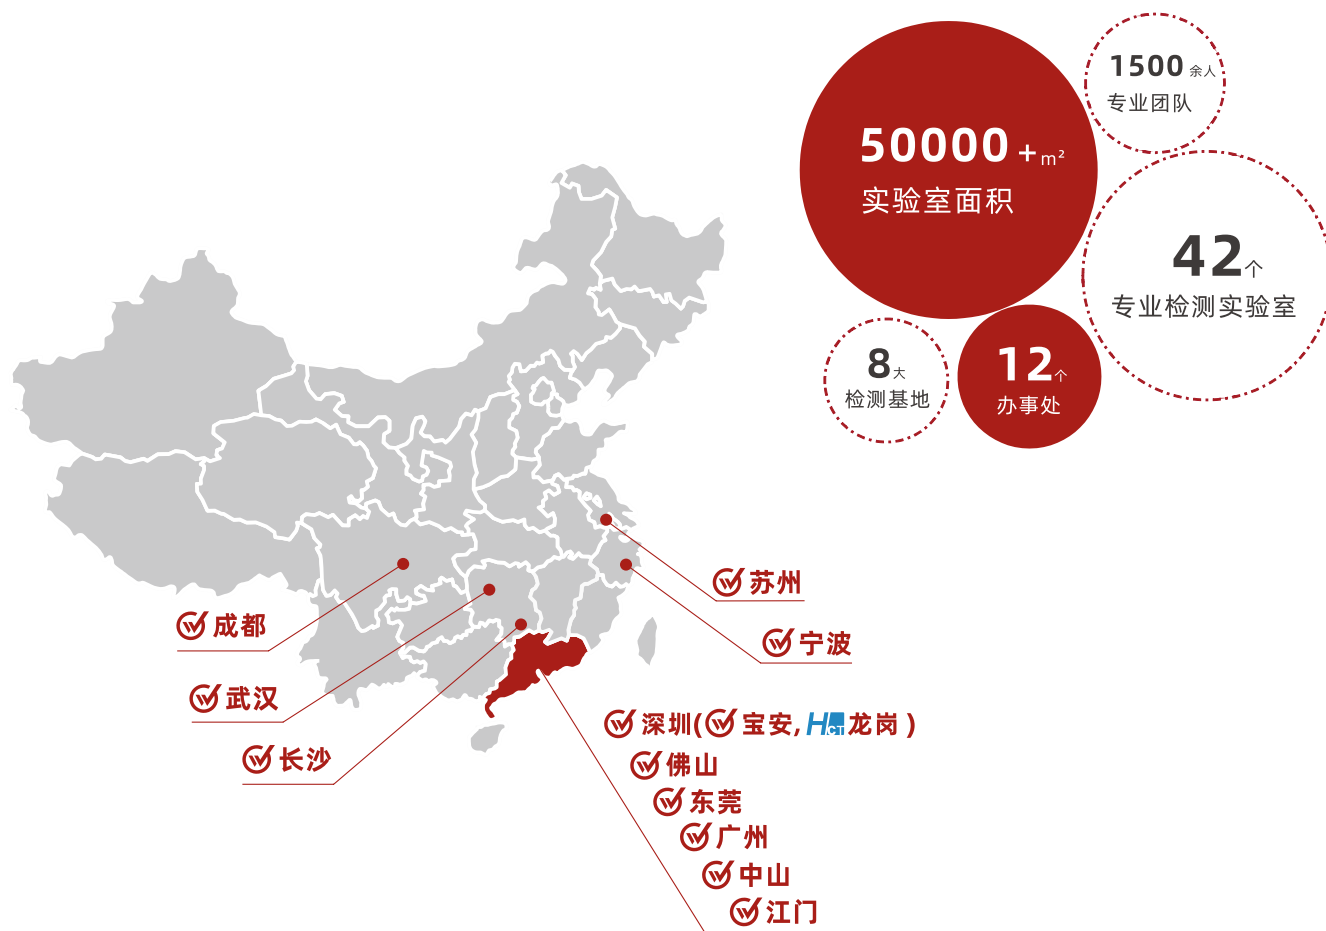 50000+m²
实验室面积
1500余人
专业团队
42个
专业检测实验室
8大
检测基地
12个
办事处
苏州
宁波
成都
武汉
长沙
深圳(宝安,HCT龙岗)
佛山
东莞
广州
中山
江门